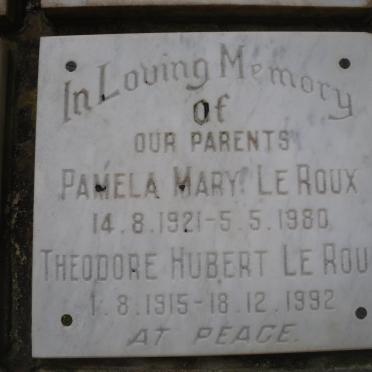 In Loving Memory
of
OUR PARENTS
PAMELA MARY LE ROUX
14.8.1921-5.5.1980
THEODORE HUBERT LE ROU
1.8.1915-18.12.1992
AT PEACE.